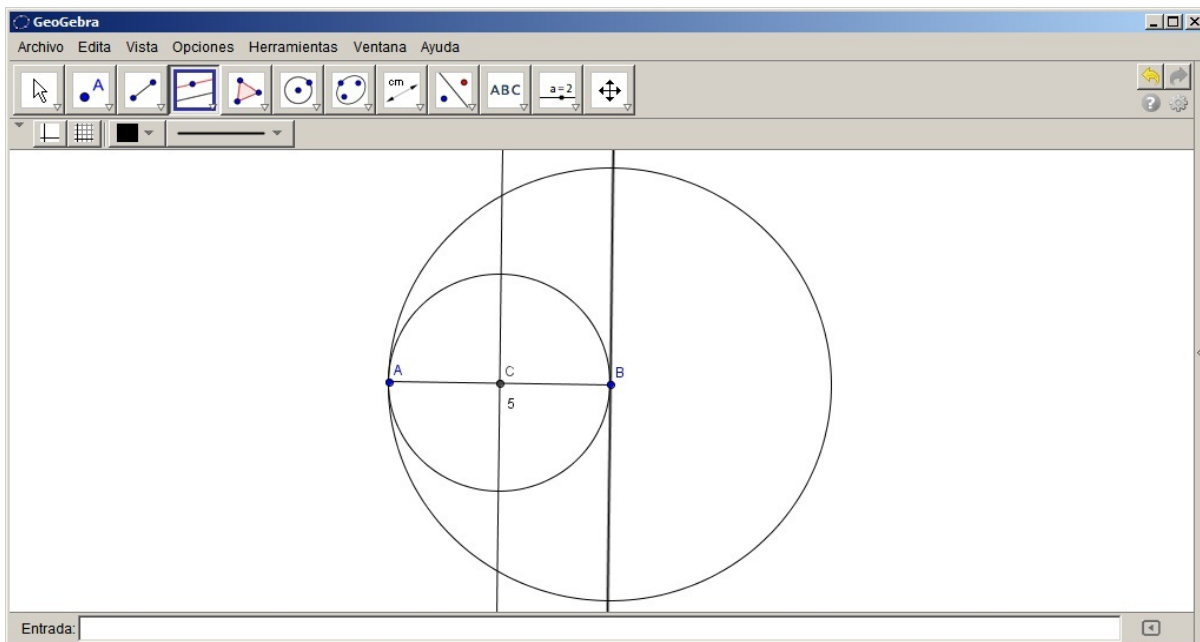 GeoGebra
Archivo Edita Vista Opciones Herramientas Ventana Ayuda
A cm ABC a=2
A C B
5
Entrada: